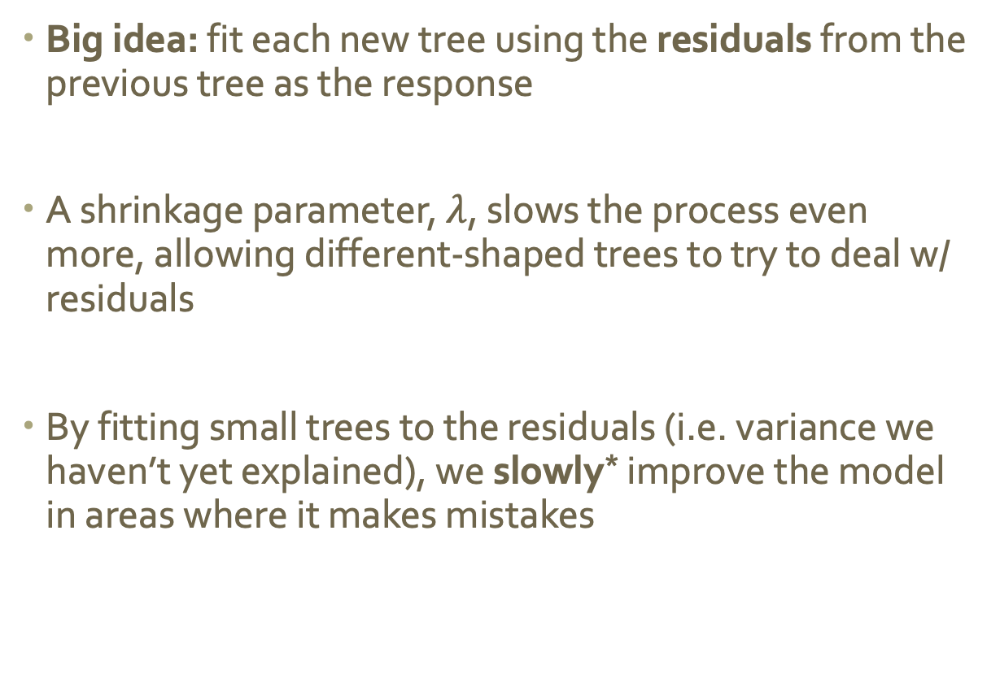 • Big idea: fit each new tree using the residuals from the
previous tree as the response
• A shrinkage parameter, λ, slows the process even
more, allowing different-shaped trees to try to deal w/
residuals
• By fitting small trees to the residuals (i.e. variance we
haven’t yet explained), we slowly* improve the model
in areas where it makes mistakes